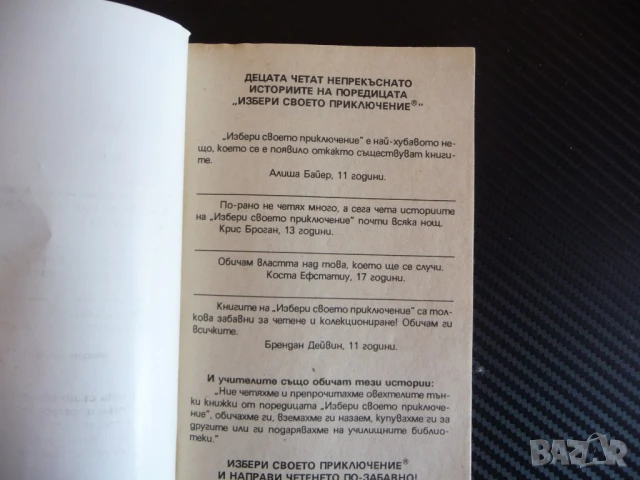 ДЕЦАТА ЧЕТАТ НЕПРЕКЪСНАТО
ИСТОРИИТЕ НА ПОРЕДИЦАТА
„ИЗБЕРИ СВОЕТО ПРИКЛЮЧЕНИЕ®"
„Избери своето приключение" е най-хубавото не-
що, което се е появило откакто съществуват книги-
те.
Алиша Байер, 11 години.
По-рано не четях много, а сега чета историите
на „Избери своето приключение" почти всяка нощ.
Крис Броган, 13 години.
Обичам властта над това, което ще се случи.
Коста Ефстатиу, 17 години.
Книгите на „Избери своето приключение" са тол-
кова забавни за четене и колекциониране! Обичам ги
всичките.
Брендан Дейвин, 11 години.
И учителите също обичат тези истории:
"Ние четяхме и препрочитахме овехтелите тън-
ки книжки от поредицата „Избери своето приключе-
ние", обичахме ги, вземахме ги назаем, купувахме ги за
другите или ги подарявахме на училищните библио-
теки."
ИЗБЕРИ СВОЕТО ПРИКЛЮЧЕНИЕ®
И НАПРАВИ ЧЕТЕНЕТО ПО-ЗАБАВНО!
BAZAR